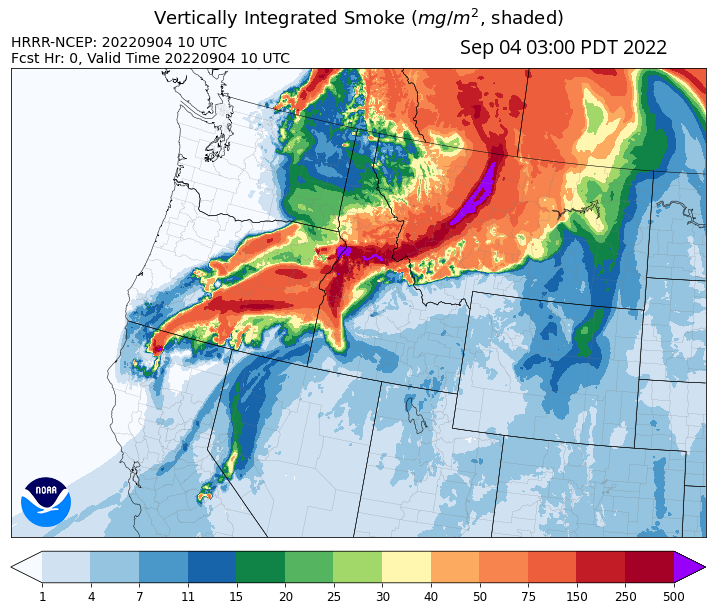 Vertically Integrated Smoke (mg/m², shaded)
HRRR-NCEP: 20220904 10 UTC
Fcst Hr: 0, Valid Time 20220904 10 UTC
Sep 04 03:00 PDT 2022
NOAA
1 4 7 11 15 20 25 30 40 50 75 150 250 500